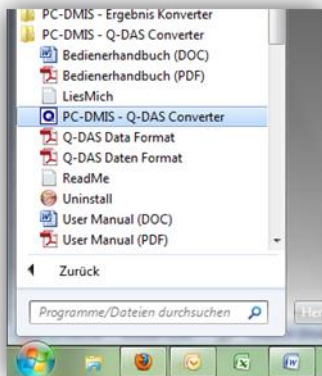 PC-DMIS - Ergebnis Konverter
PC-DMIS - Q-DAS Converter
Bedienerhandbuch (DOC)
Bedienerhandbuch (PDF)
LiesMich
PC-DMIS - Q-DAS Converter
Q-DAS Data Format
Q-DAS Daten Format
ReadMe
Uninstall
User Manual (DOC)
User Manual (PDF)
Zurück
Programme/Dateien durchsuchen